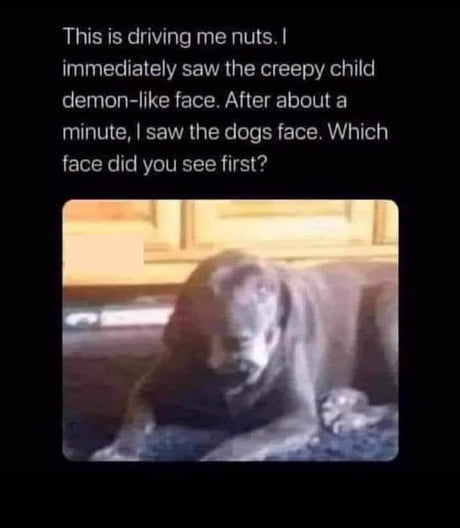 This is driving me nuts. I
immediately saw the creepy child
demon-like face. After about a
minute, I saw the dogs face. Which
face did you see first?